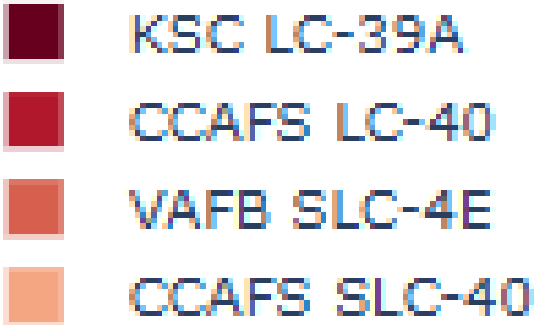 KSC LC-39A
CCAFS LC-40
VAFB SLC-4E
CCAFS SLC-40